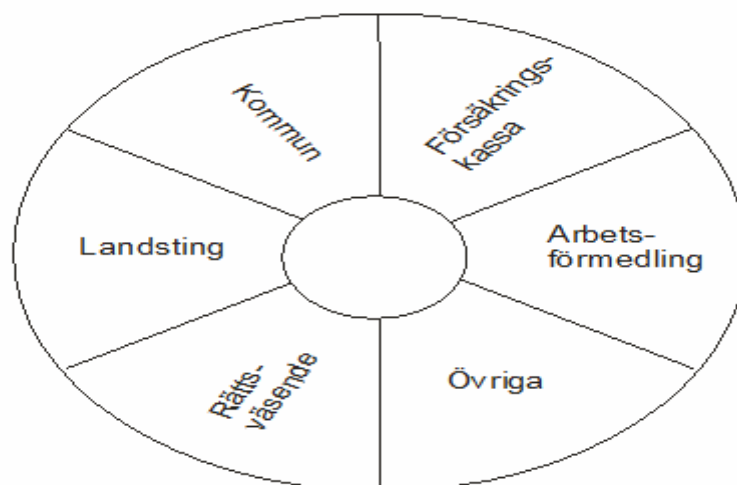 Kommun
Försäkrings-
kassa
Landsting
Arbets-
förmedling
Rätts-
väsende
Övriga